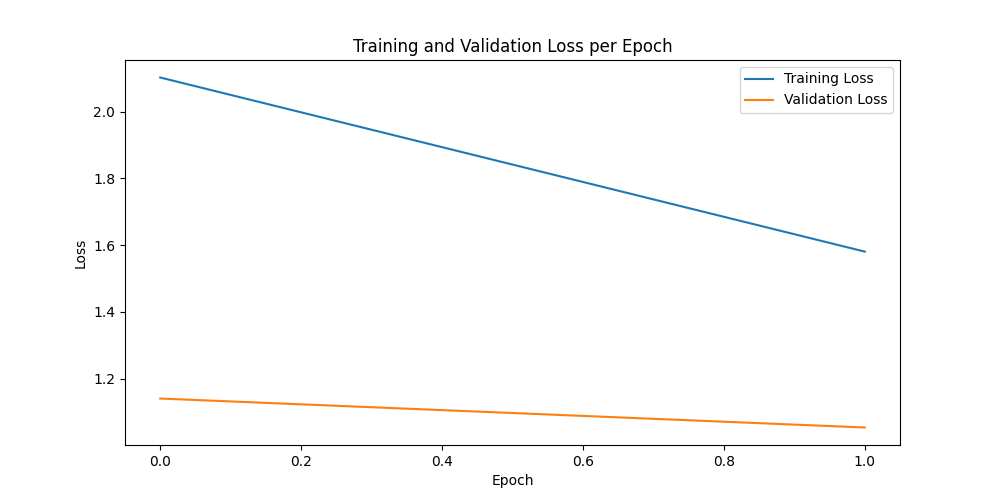 Training and Validation Loss per Epoch
Training Loss
Validation Loss
2.0
1.8
1.6
1.4
1.2
Loss
0.0 0.2 0.4 0.6 0.8 1.0
Epoch